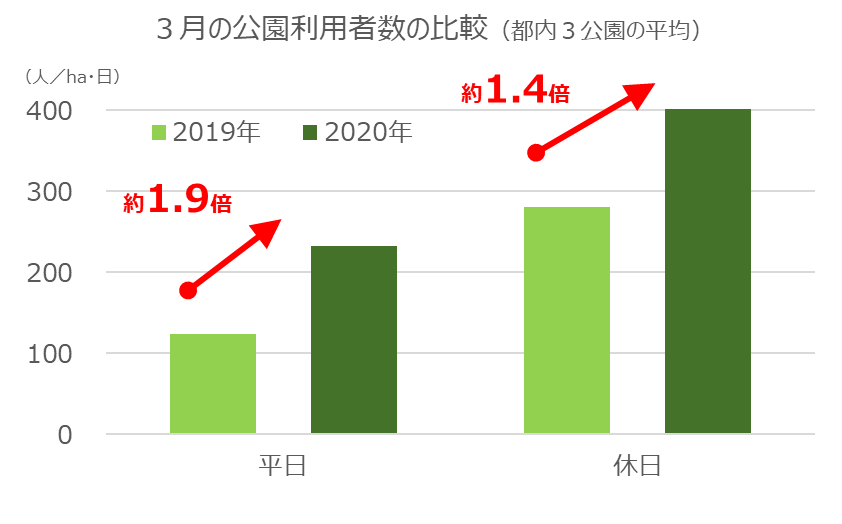 ３月の公園利用者数の比較（都内３公園の平均）
（人／ha・日）
400
300
200
100
0
2019年 2020年
約1.9倍
約1.4倍
平日 休日